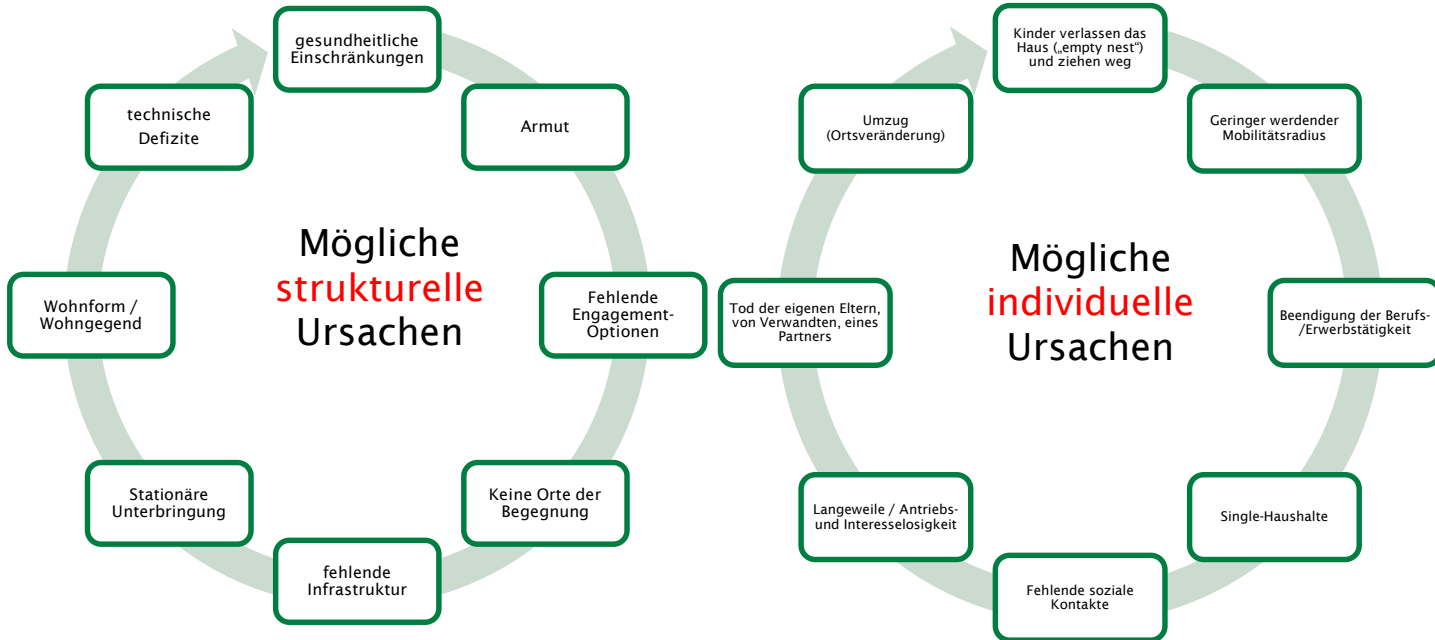 gesundheitliche
Einschränkungen
Armut
Fehlende
Engagement-
Optionen
Keine Orte der
Begegnung
fehlende
Infrastruktur
Stationäre
Unterbringung
Wohnform /
Wohngegend
technische
Defizite
Mögliche
strukturelle
Ursachen
Kinder verlassen das
Haus („empty nest“)
und ziehen weg
Geringer werdender
Mobilitätsradius
Beendigung der Berufs-
/Erwerbstätigkeit
Single-Haushalte
Fehlende soziale
Kontakte
Langeweile / Antriebs-
und Interesselosigkeit
Tod der eigenen Eltern,
von Verwandten, eines
Partners
Umzug
(Ortsveränderung)
Mögliche
individuelle
Ursachen